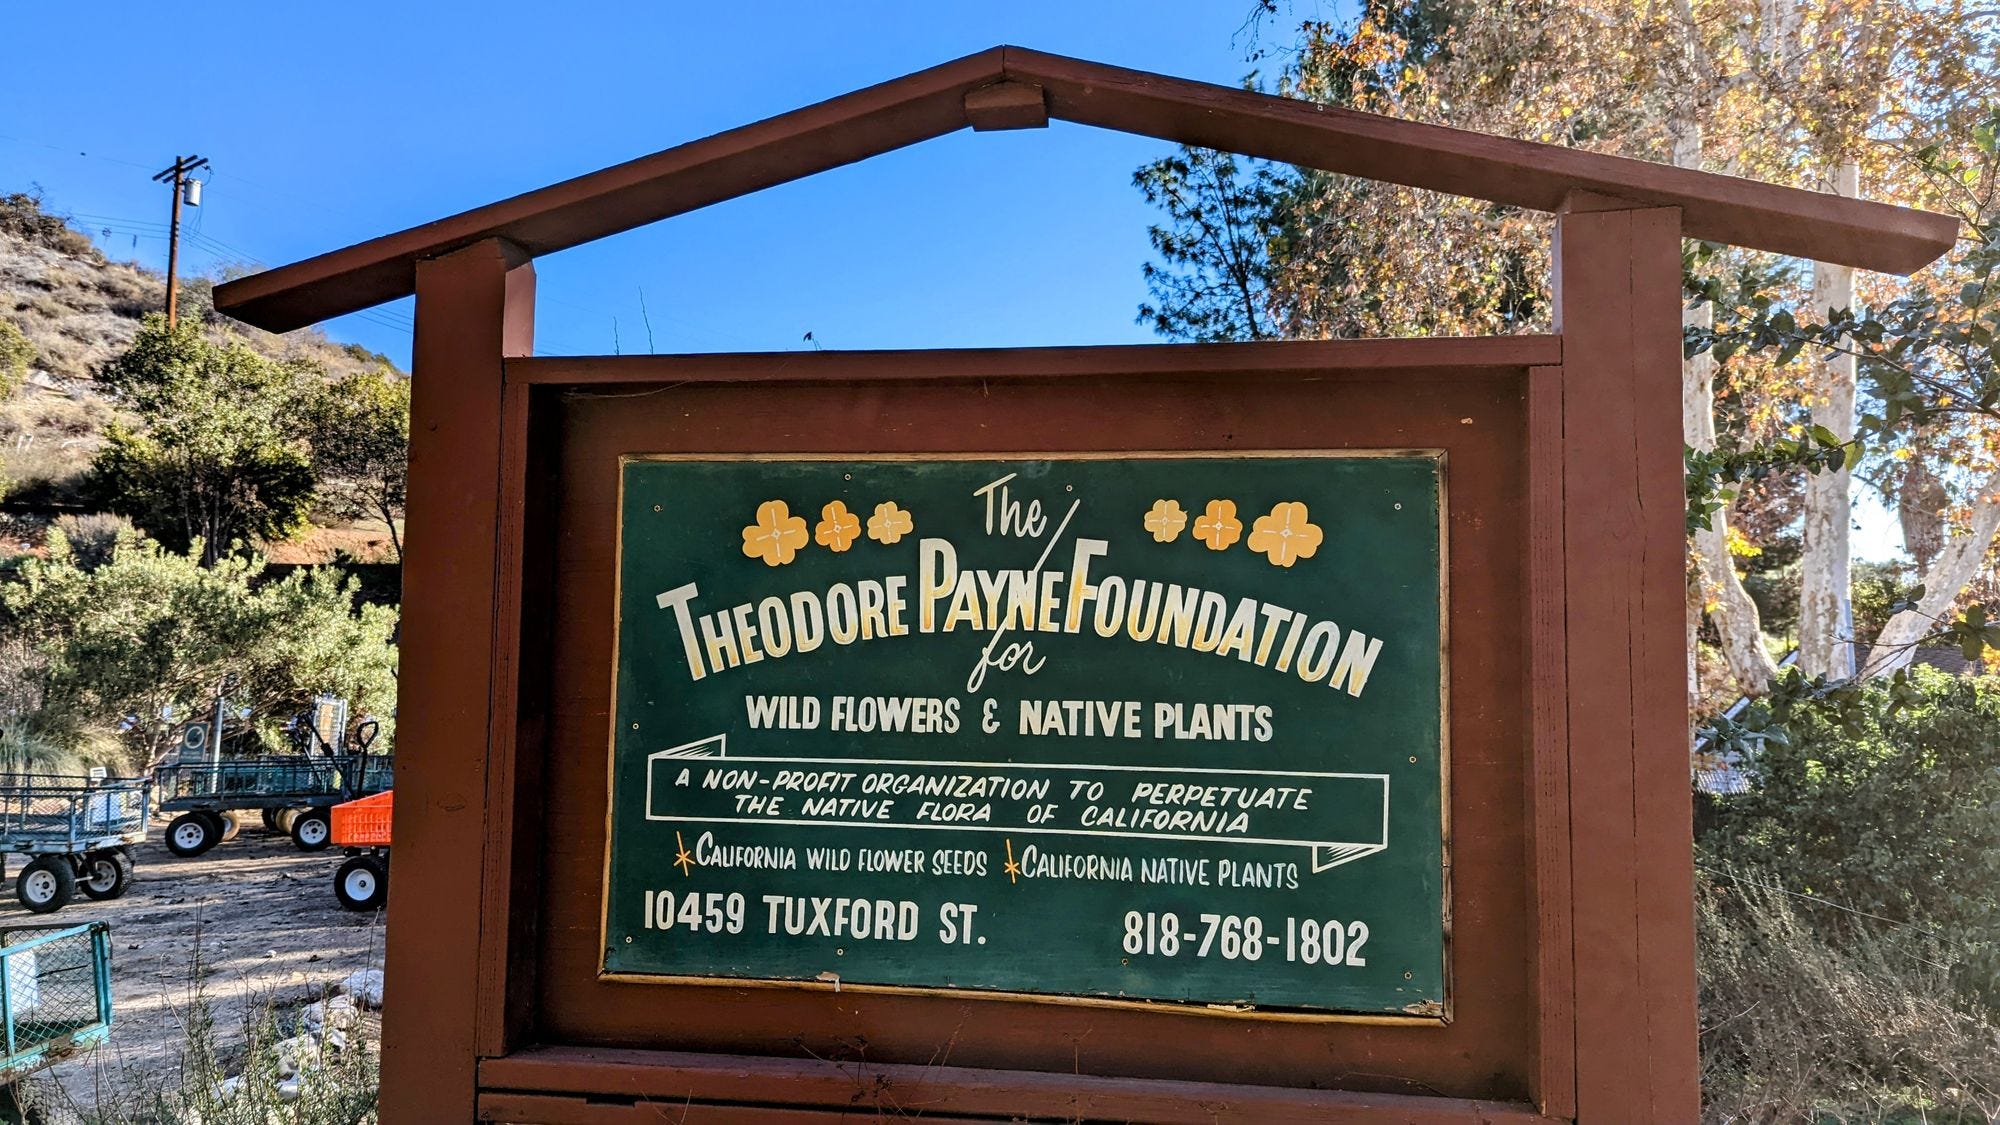 The
THEODORE PAYNE FOUNDATION
for
WILD FLOWERS & NATIVE PLANTS
A NON-PROFIT ORGANIZATION TO PERPETUATE
THE NATIVE FLORA OF CALIFORNIA
*CALIFORNIA WILD FLOWER SEEDS *CALIFORNIA NATIVE PLANTS
10459 TUXFORD ST. 818-768-1802